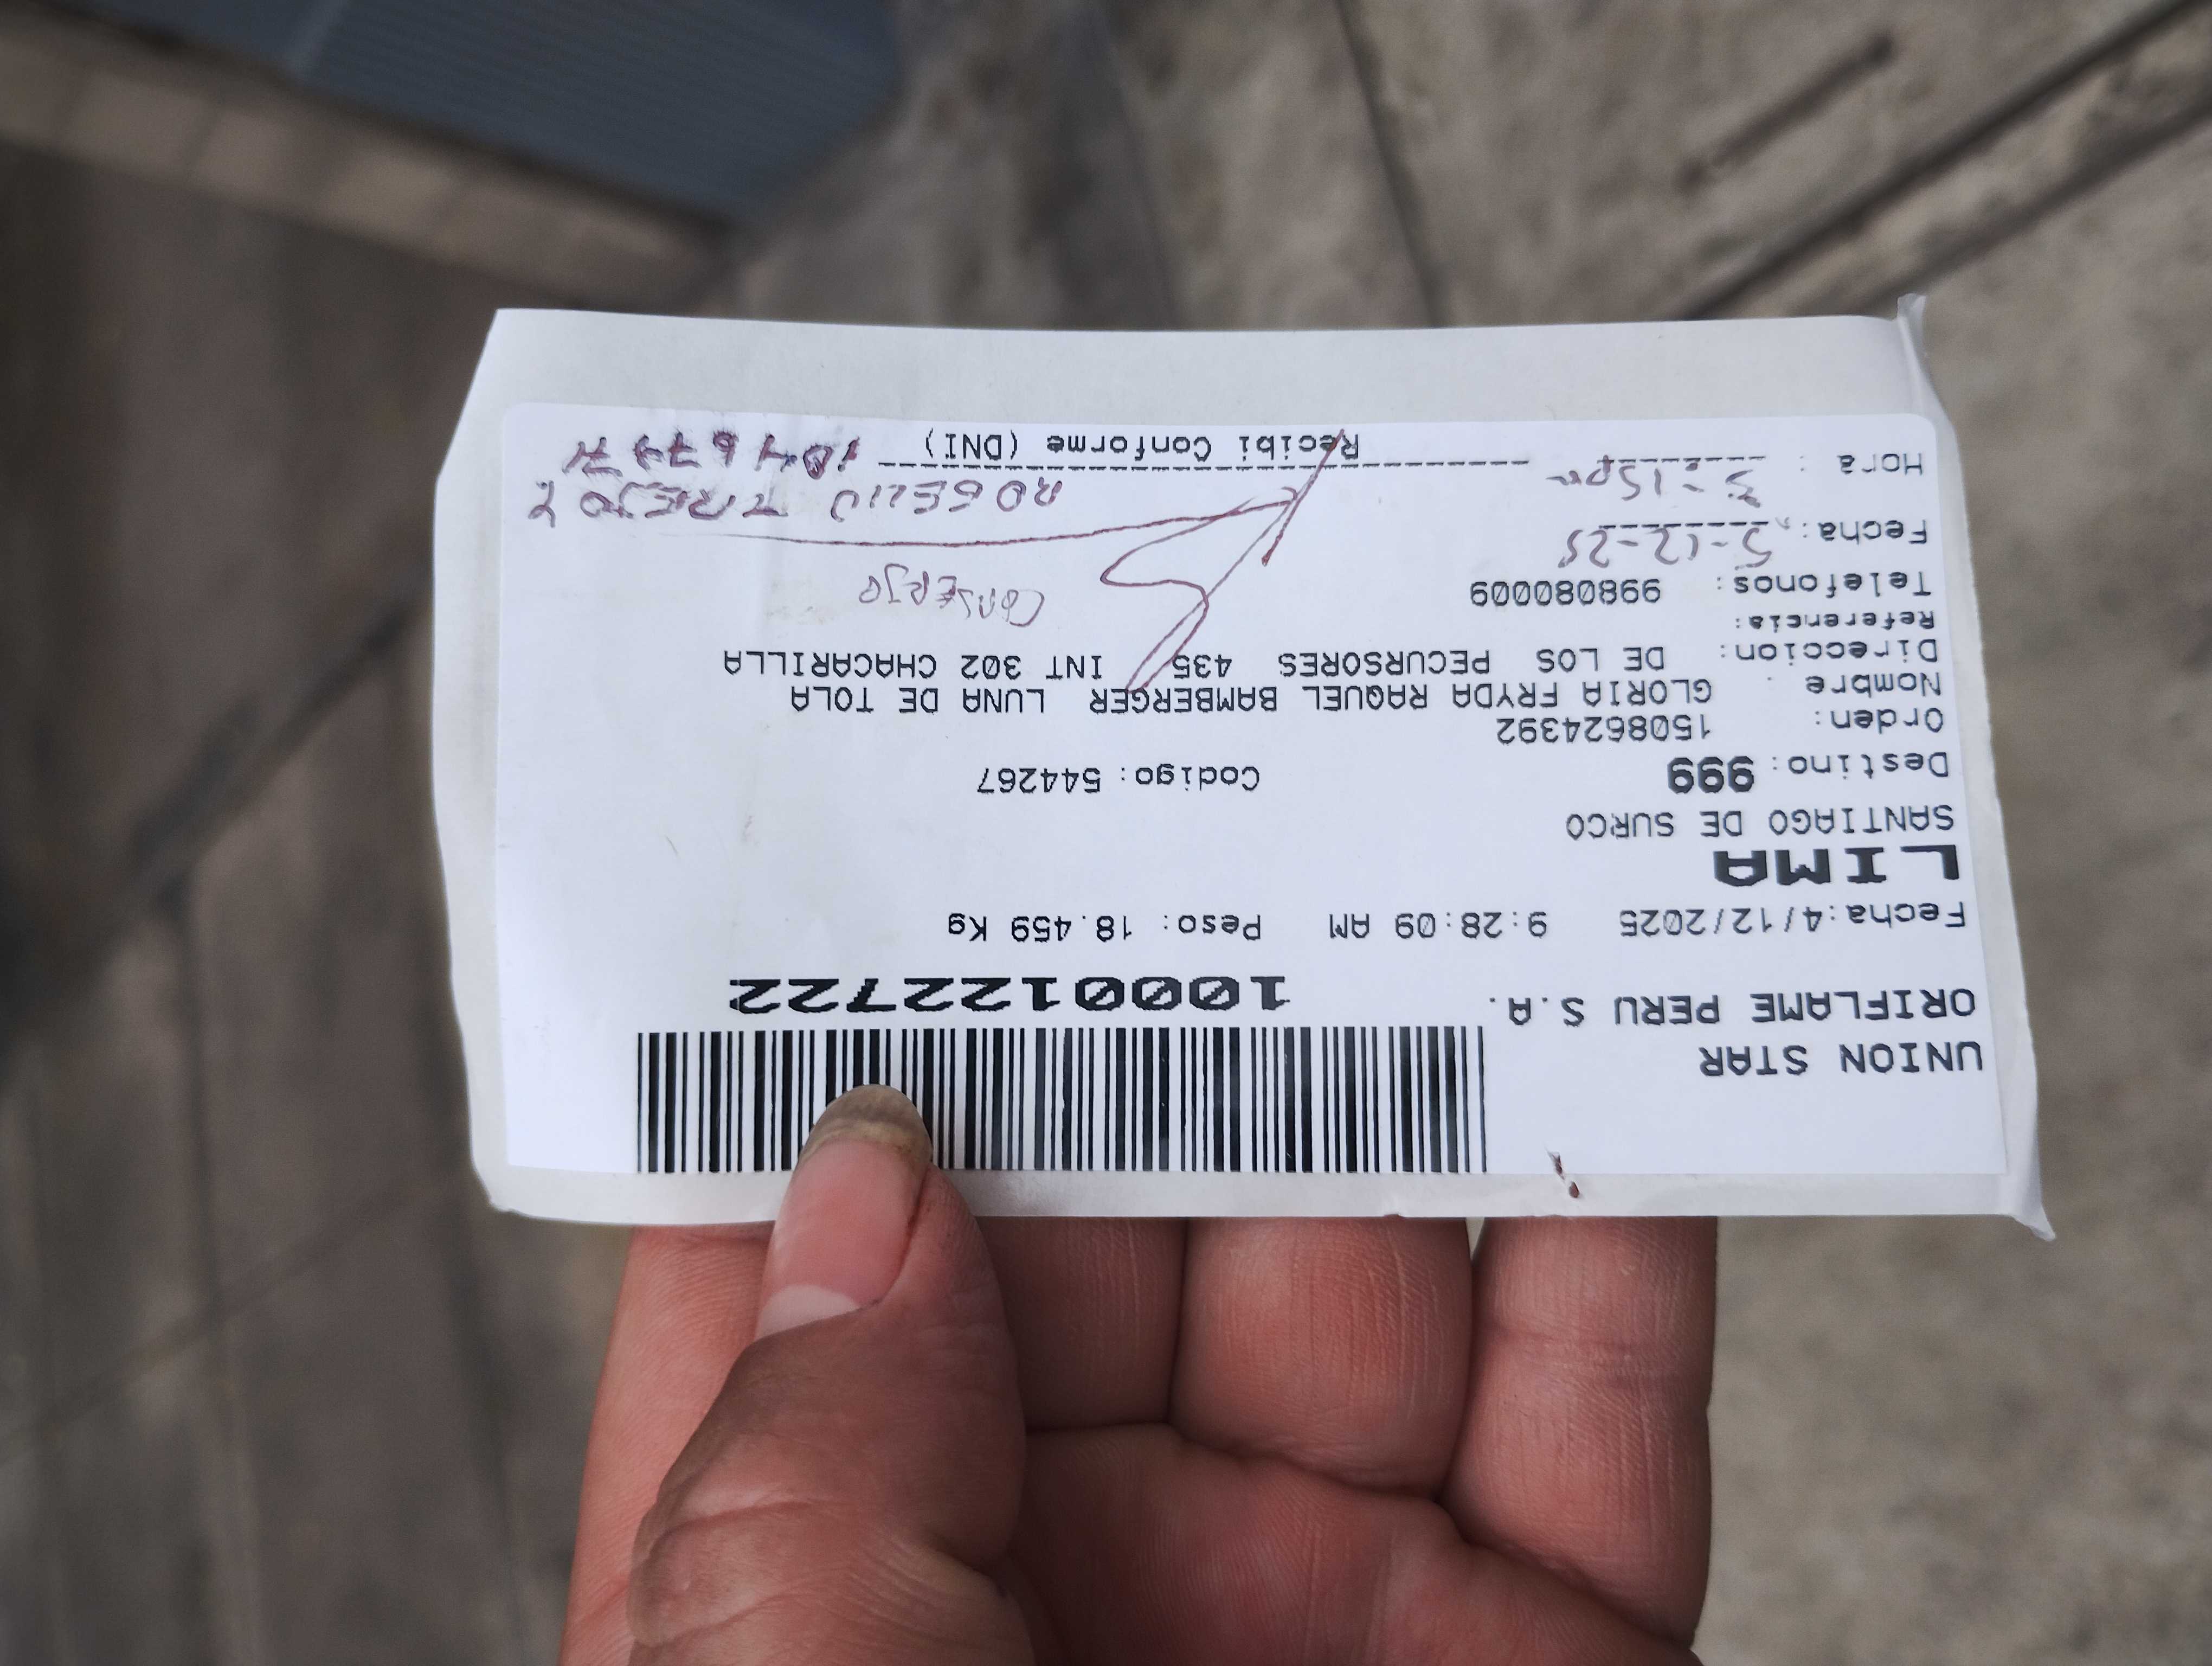 UNION STAR
ORIFLAME PERU S.A.
1000122722
Fecha:4/12/2025 9:28:09 AM Peso: 18.459 Kg
LIMA
SANTIAGO DE SURCO
Destino: 999 Codigo: 544267
Orden: 1508624392
Nombre : GLORIA FRYDA RAQUEL BAMBERGER LUNA DE TOLA
Direccion: DE LOS PECURSORES 435 INT 302 CHACARILLA
Referencia:
Telefonos: 998080009
CONSERJE
Fecha: 5-12-25
ROGELIO TREJO
Hora : 3:15 pm
Recibi Conforme (DNI)